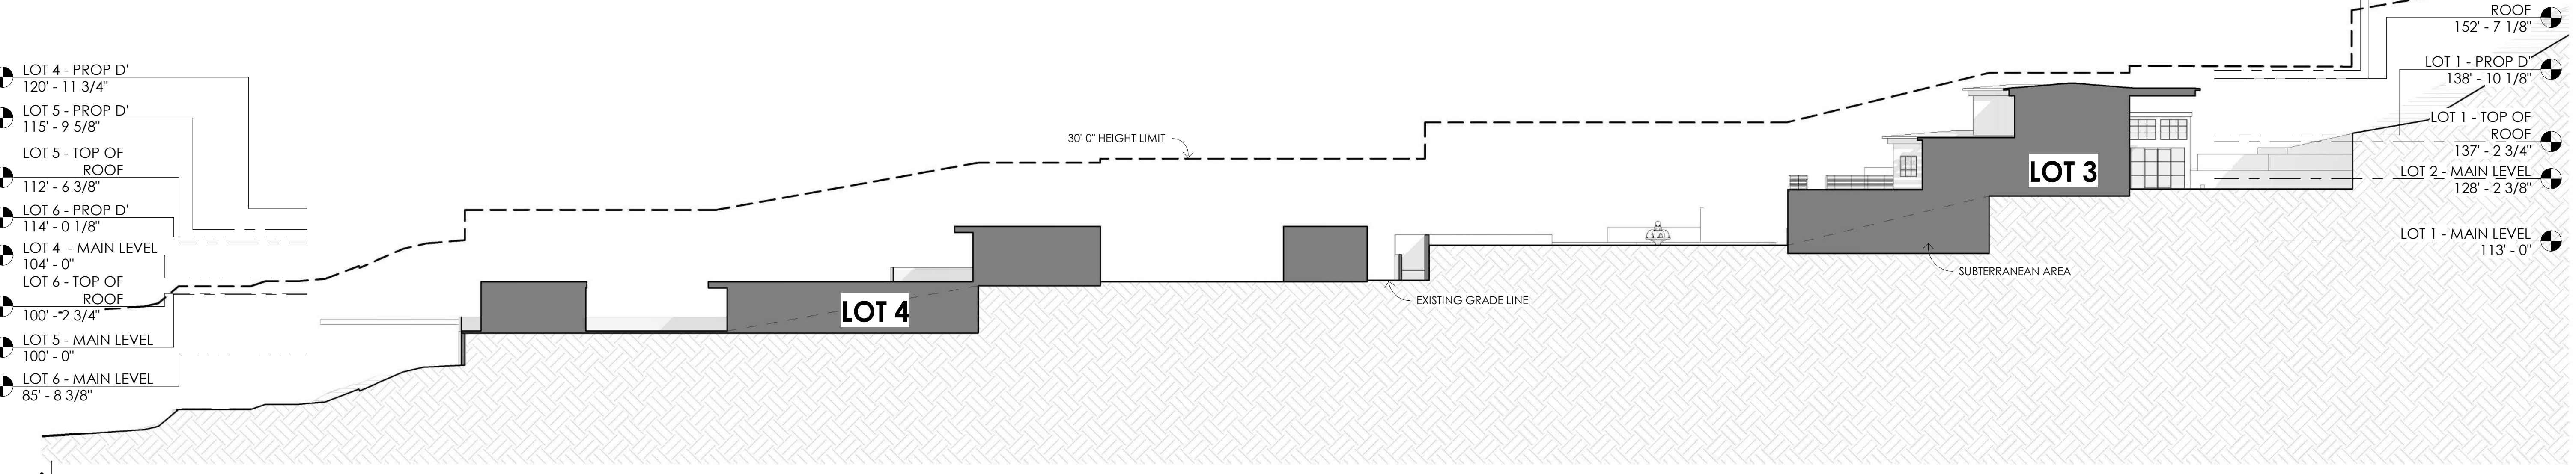 LOT 4 - PROP D'
120' - 11 3/4"
LOT 5 - PROP D'
115' - 9 5/8"
LOT 5 - TOP OF
ROOF
112' - 6 3/8"
LOT 6 - PROP D'
114' - 0 1/8"
LOT 4 - MAIN LEVEL
104' - 0"
LOT 6 - TOP OF
ROOF
100' - 2 3/4"
LOT 5 - MAIN LEVEL
100' - 0"
LOT 6 - MAIN LEVEL
85' - 8 3/8"
LOT 4
30'-0" HEIGHT LIMIT
EXISTING GRADE LINE
LOT 3
SUBTERRANEAN AREA
ROOF
152' - 7 1/8"
LOT 1 - PROP D'
138' - 10 1/8"
LOT 1 - TOP OF
ROOF
137' - 2 3/4"
LOT 2 - MAIN LEVEL
128' - 2 3/8"
LOT 1 - MAIN LEVEL
113' - 0"